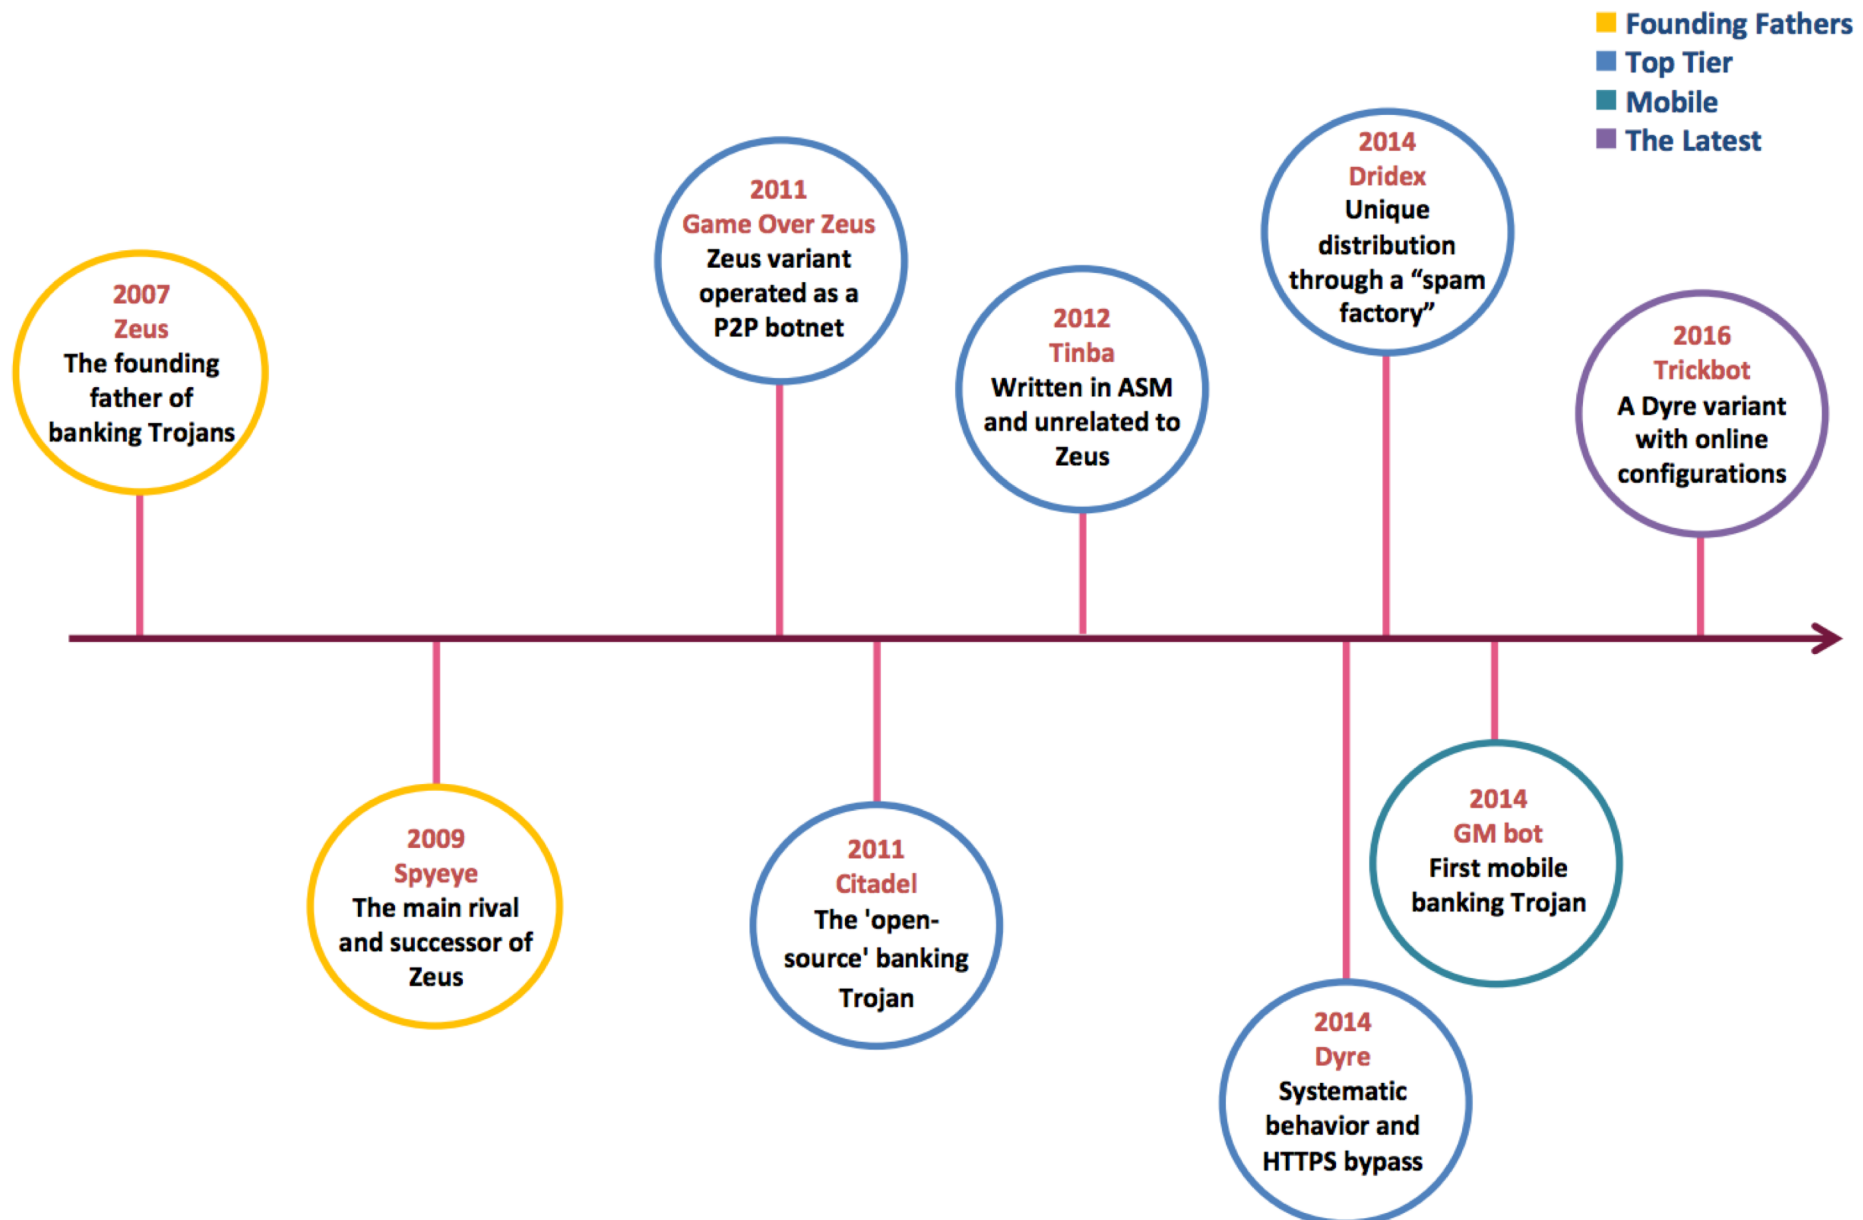 Founding Fathers
Top Tier
Mobile
The Latest
2007
Zeus
The founding
father of
banking Trojans
2009
Spyeye
The main rival
and successor of
Zeus
2011
Game Over Zeus
Zeus variant
operated as a
P2P botnet
2011
Citadel
The 'open-
source' banking
Trojan
2012
Tinba
Written in ASM
and unrelated to
Zeus
2014
Dyre
Systematic
behavior and
HTTPS bypass
2014
Dridex
Unique
distribution
through a “spam
factory”
2014
GM bot
First mobile
banking Trojan
2016
Trickbot
A Dyre variant
with online
configurations